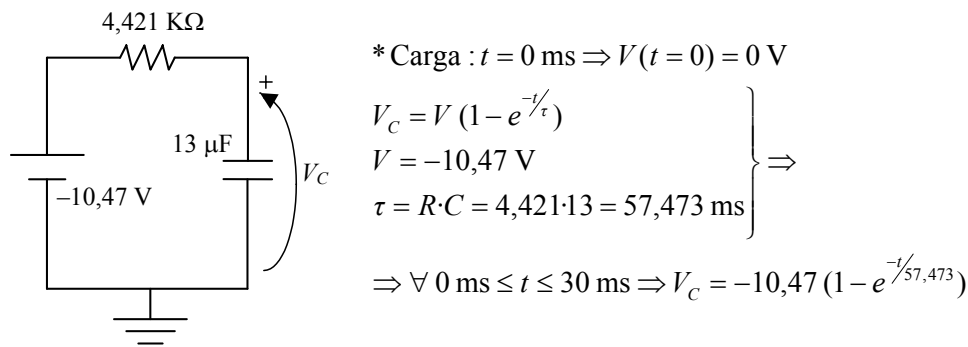 4,421 KΩ
+
13 μF
V_C
–10,47 V
* Carga : t = 0 ms ⇒ V(t = 0) = 0 V
V_C = V (1 − e^{−t/τ})
V = −10,47 V
τ = R·C = 4,421·13 = 57,473 ms
⇒
⇒ ∀ 0 ms ≤ t ≤ 30 ms ⇒ V_C = −10,47 (1 − e^{−t/57,473})